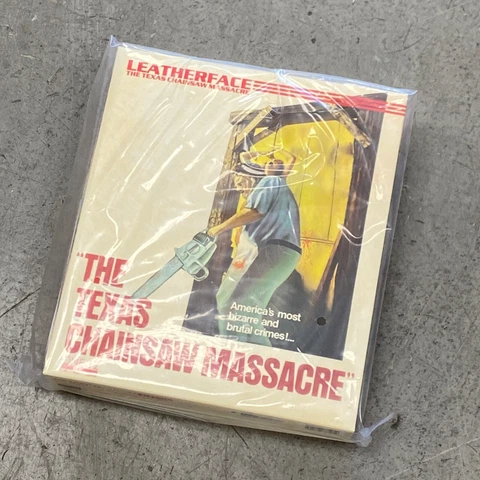 LEATHERFACE
THE TEXAS CHAINSAW MASSACRE
America's most
bizarre and
brutal crimes!...
"THE
TEXAS
CHAINSAW MASSACRE"